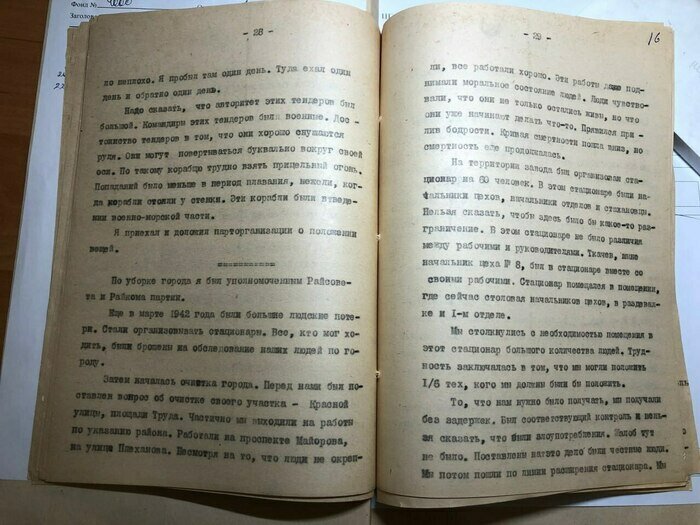 Фонд №
Заголов
- 28 -
ло неплохо. Я пробыл там один день. Туда ехал один
день и обратно один день.
Надо сказать, что авторитет этих тендеров был
большой. Командиры этих тендеров были военные. Дос-
тоинство тендеров в том, что они хорошо слушаются
руля. Они могут повертываться буквально вокруг своей
оси. По такому корабцу трудно взять прицельный огонь.
Попаданий было меньше в период плавания, нежели, ког-
да корабли стояли у стенки. Эти корабли были вtведе-
нии военно-морской части.
Я приехал и доложил парторганизации о положении
вещей.
По уборке города я был уполномоченным Райсове-
та и Райкома партии.
Еще в марте 1942 года были большие людские поте-
ри. Стали организовывать стационары. Все, кто мог хо-
дить, были брошены на обследование наших людей по го-
роду.
Затем началась очистка города. Перед нами был по-
ставлен вопрос об очистке своего участка - Красной
улицы, площади Труда. Частично мы выходили на работы
по указанию района. Работали на проспекте Майорова,
на улице Плеханова. Несмотря на то, что люди не окреп-
- 29 -
16
ли, все работали хорошо. Эти работы даже под-
нимали моральное состояние людей. Люди чувство-
вали, что они не только остались живы, но что
они уже начинают делать что-то. Появился при-
лив бодрости. Кривая смертности пошла вниз, но
смертность еще продолжалась.
На территории завода был организован ста-
ционар на 60 человек. В этом стационаре были на-
чальники цехов, начальники отделов и стахановцы.
Нельзя сказать, чтобы здесь было бы какое-то раз-
граничение. В этом стационаре не было различия
между рабочими и руководителями. Ткачев, наше
начальник цеха № 8, был в стационаре вместе со
своими рабочими. Стационар помещался в помещении,
где сейчас столовая начальников цехов, в раздевал-
ке и I-м отделе.
Мы столкнулись с необходимостью помещения в
этот стационар большого количества людей. Труд-
ность заключалась в том, что мы могли положить
I/6 тех, кого мы должны были бы положить.
То, что нам нужно было получать, мы получали
без задержек. Был соответствующий контроль и нель-
зя сказать, что были злоупотребления. Жалоб тут
не было. Поставлены натэто дело были честные люди.
Мы потом пошли по линии расширения стационара. Мы